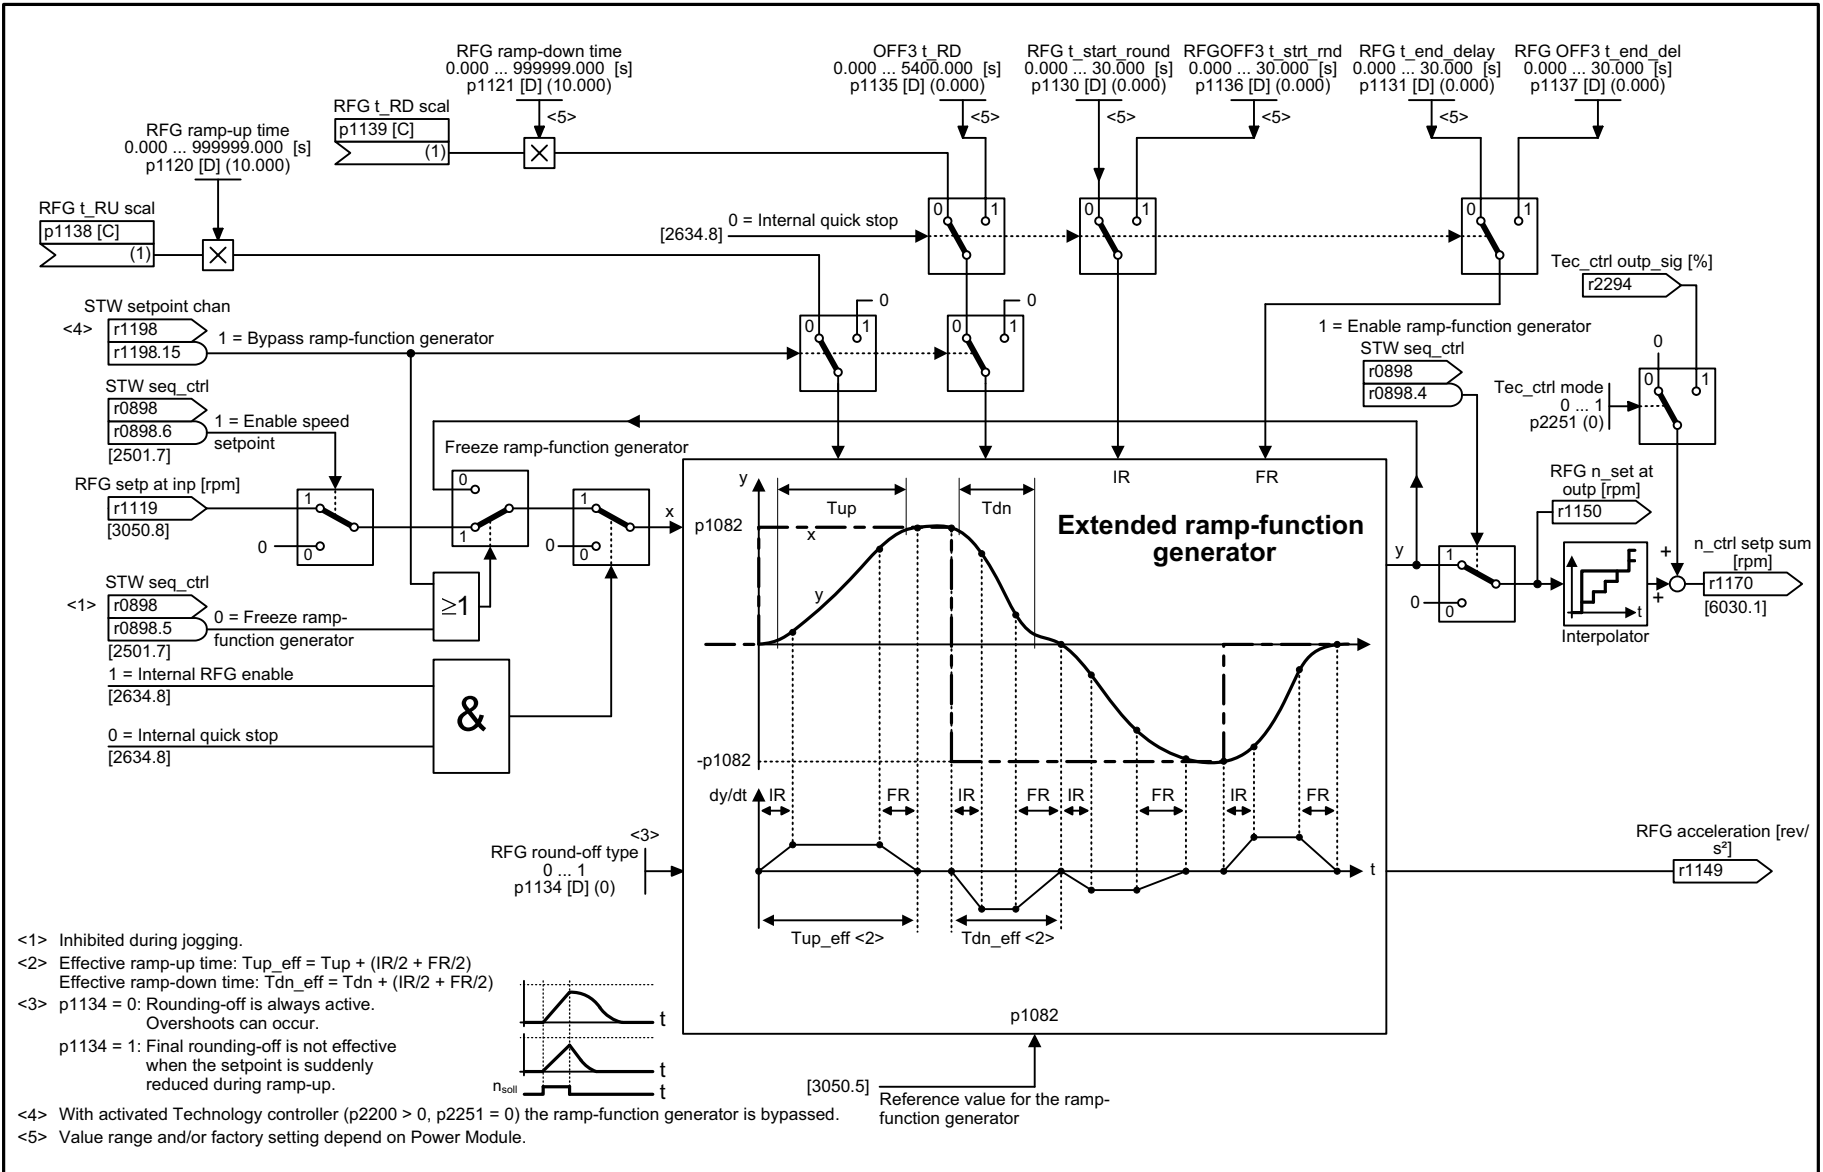 RFG ramp-down time
0.000 ... 999999.000 [s]
p1121 [D] (10.000)
<5>
OFF3 t_RD
0.000 ... 5400.000 [s]
p1135 [D] (0.000)
<5>
RFG t_start_round
0.000 ... 30.000 [s]
p1130 [D] (0.000)
<5>
RFGOFF3 t_strt_rnd
0.000 ... 30.000 [s]
p1136 [D] (0.000)
<5>
RFG t_end_delay
0.000 ... 30.000 [s]
p1131 [D] (0.000)
<5>
RFG OFF3 t_end_del
0.000 ... 30.000 [s]
p1137 [D] (0.000)
RFG t_RD scal
p1139 [C]
(1)
RFG ramp-up time
0.000 ... 999999.000 [s]
p1120 [D] (10.000)
RFG t_RU scal
p1138 [C]
(1)
0 = Internal quick stop
[2634.8]
0 1
0 1
0 1
Tec_ctrl outp_sig [%]
r2294
STW setpoint chan
<4>
r1198
r1198.15
1 = Bypass ramp-function generator
0
0 1
0
0 1
1 = Enable ramp-function generator
STW seq_ctrl
r0898
r0898.4
0
0 1
Tec_ctrl mode
0 ... 1
p2251 (0)
STW seq_ctrl
r0898
r0898.6
[2501.7]
1 = Enable speed
setpoint
Freeze ramp-function generator
RFG setp at inp [rpm]
r1119
[3050.8]
1
0
0
0
1
1
0
0
x
STW seq_ctrl
<1>
r0898
r0898.5
[2501.7]
0 = Freeze ramp-
function generator
≥1
1 = Internal RFG enable
[2634.8]
0 = Internal quick stop
[2634.8]
&
IR
FR
Extended ramp-function
generator
y
Tup
Tdn
p1082
x
y
-p1082
dy/dt
IR
FR
IR
FR
IR
FR
IR
FR
t
Tup_eff <2>
Tdn_eff <2>
p1082
y
1
0
0
RFG n_set at
outp [rpm]
r1150
t
Interpolator
+
+
n_ctrl setp sum
[rpm]
r1170
[6030.1]
<3>
RFG round-off type
0 ... 1
p1134 [D] (0)
RFG acceleration [rev/
s²]
r1149
[3050.5]
Reference value for the ramp-
function generator
<1> Inhibited during jogging.
<2> Effective ramp-up time: Tup_eff = Tup + (IR/2 + FR/2)
Effective ramp-down time: Tdn_eff = Tdn + (IR/2 + FR/2)
<3> p1134 = 0: Rounding-off is always active.
Overshoots can occur.
p1134 = 1: Final rounding-off is not effective
when the setpoint is suddenly
reduced during ramp-up.
t
t
n_soll
t
<4> With activated Technology controller (p2200 > 0, p2251 = 0) the ramp-function generator is bypassed.
<5> Value range and/or factory setting depend on Power Module.